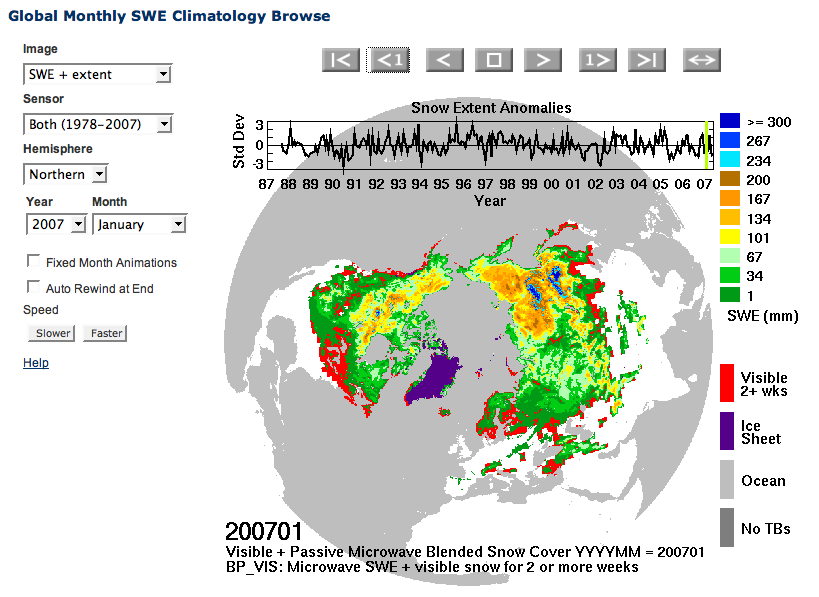 Global Monthly SWE Climatology Browse
Image
SWE + extent
Sensor
Both (1978-2007)
Hemisphere
Northern
Year Month
2007 January
Fixed Month Animations
Auto Rewind at End
Speed
Slower Faster
Help
|< <1 < > 1> >|
Snow Extent Anomalies
Std Dev
3
0
-3
87 88 89 90 91 92 93 94 95 96 97 98 99 00 01 02 03 04 05 06 07
Year
>= 300
267
234
200
167
134
101
67
34
1
SWE (mm)
Visible
2+ wks
Ice
Sheet
Ocean
No TBs
200701
Visible + Passive Microwave Blended Snow Cover YYYYMM = 200701
BP_VIS: Microwave SWE + visible snow for 2 or more weeks